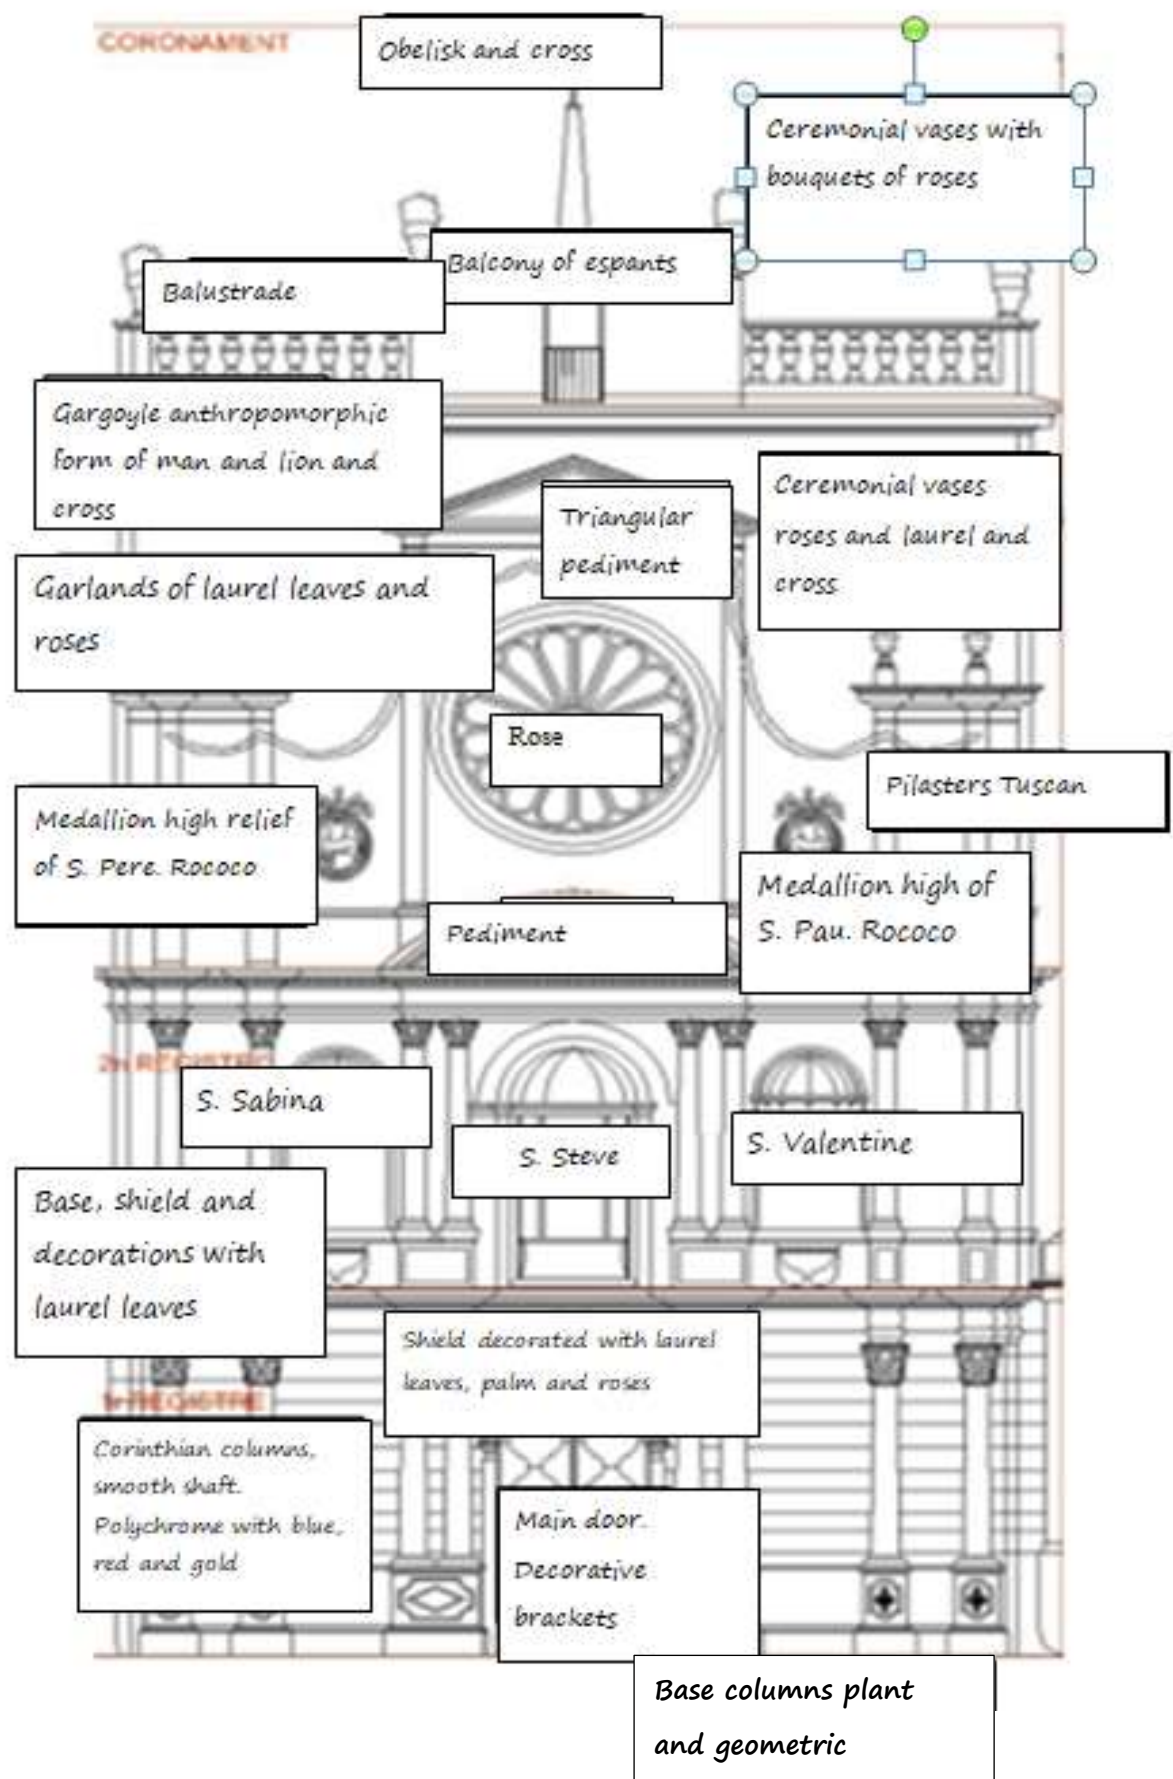 CORONAMENT
Obelisk and cross
Ceremonial vases with
bouquets of roses
Balcony of espants
Balustrade
Gargoyle anthropomorphic
form of man and lion and
cross
Triangular
pediment
Ceremonial vases
roses and laurel and
cross
Garlands of laurel leaves and
roses
Rose
Pilasters Tuscan
Medallion high relief
of S. Pere. Rococo
Medallion high of
S. Pau. Rococo
Pediment
2n REGISTRE
S. Sabina
S. Steve
S. Valentine
Base, shield and
decorations with
laurel leaves
Shield decorated with laurel
leaves, palm and roses
1r REGISTRE
Corinthian columns,
smooth shaft.
Polychrome with blue,
red and gold
Main door.
Decorative
brackets
Base columns plant
and geometric